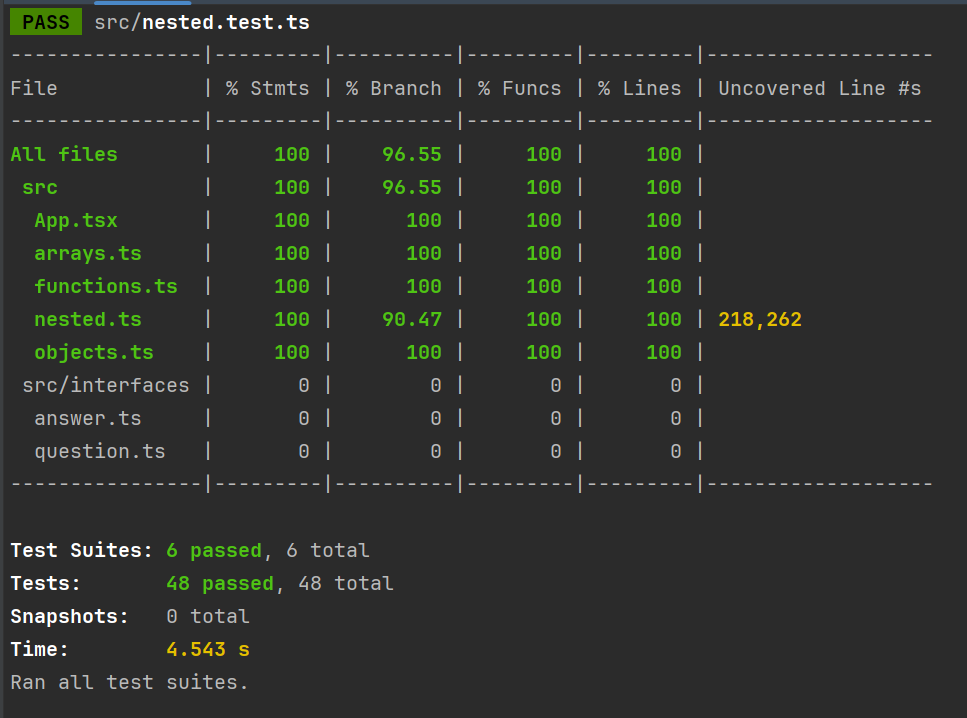 PASS src/nested.test.ts
----------------|---------|----------|---------|---------|-------------------
File            | % Stmts | % Branch | % Funcs | % Lines | Uncovered Line #s
----------------|---------|----------|---------|---------|-------------------
All files       |     100 |    96.55 |     100 |     100 |
 src            |     100 |    96.55 |     100 |     100 |
  App.tsx       |     100 |      100 |     100 |     100 |
  arrays.ts     |     100 |      100 |     100 |     100 |
  functions.ts  |     100 |      100 |     100 |     100 |
  nested.ts     |     100 |    90.47 |     100 |     100 | 218,262
  objects.ts    |     100 |      100 |     100 |     100 |
 src/interfaces |       0 |        0 |       0 |       0 |
  answer.ts     |       0 |        0 |       0 |       0 |
  question.ts   |       0 |        0 |       0 |       0 |
----------------|---------|----------|---------|---------|-------------------
Test Suites: 6 passed, 6 total
Tests:       48 passed, 48 total
Snapshots:   0 total
Time:        4.543 s
Ran all test suites.